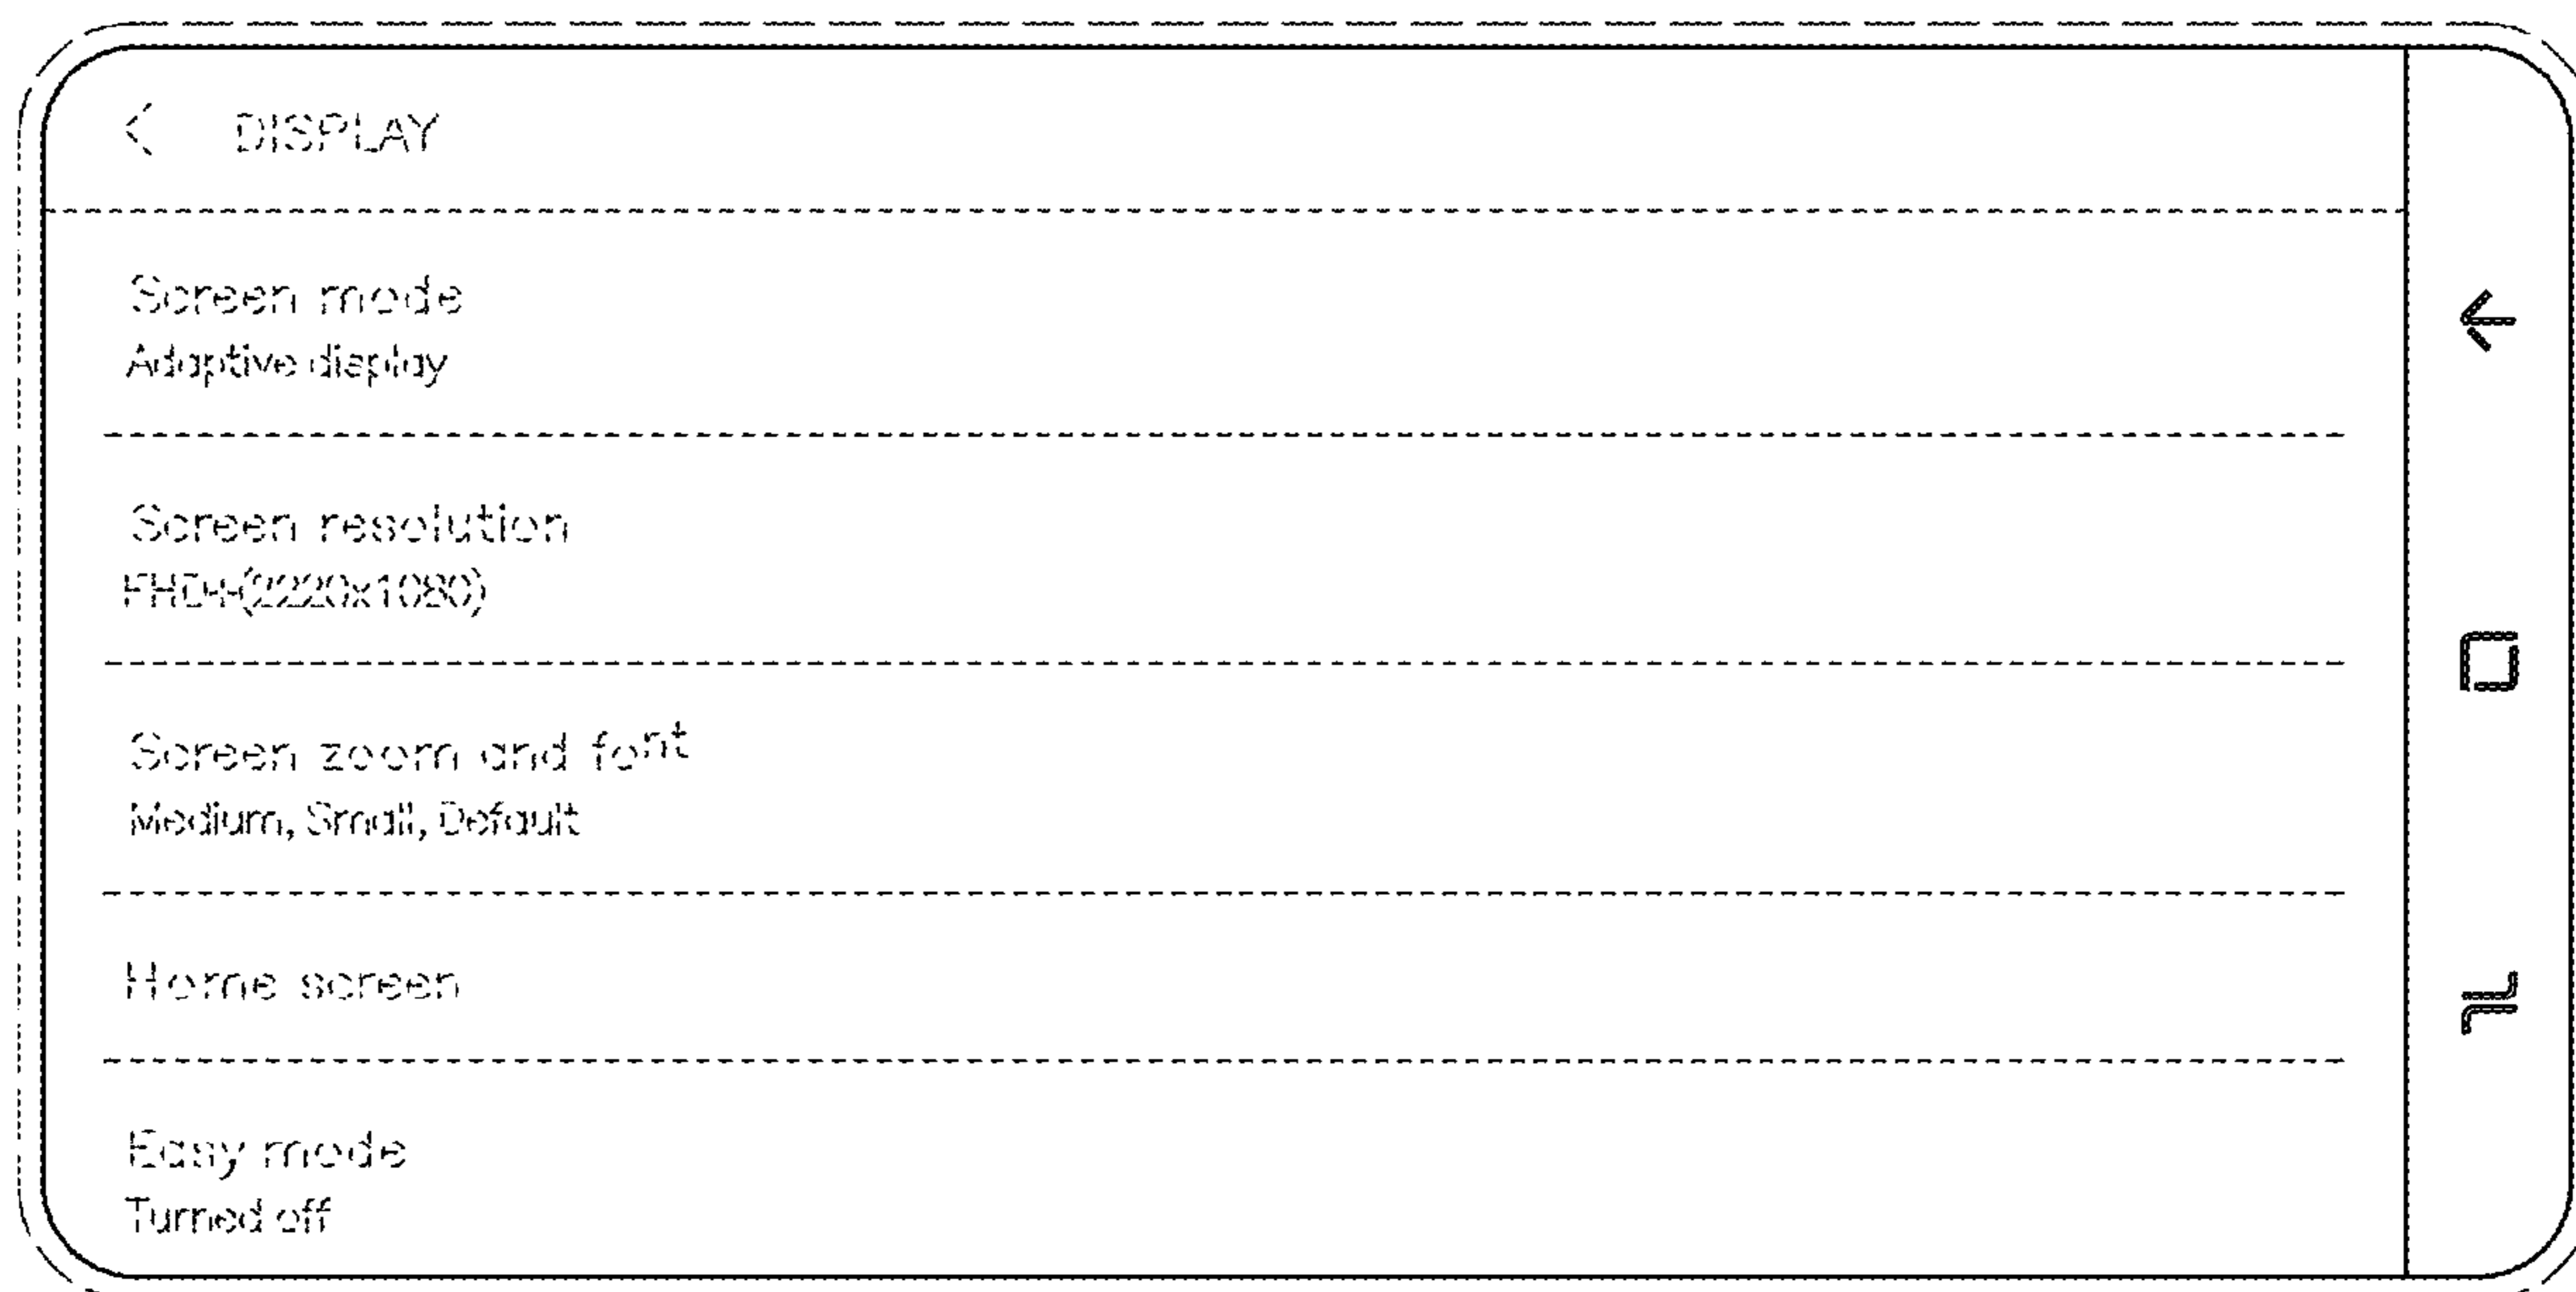 DISPLAY
Screen mode
Adaptive display
Screen resolution
FHD+(2220x1080)
Screen zoom and font
Medium, Small, Default
Home screen
Easy mode
Turned off